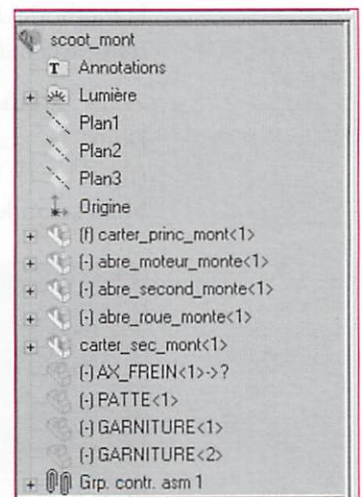 scoot_mont
T Annotations
Lumière
Plan1
Plan2
Plan3
Origine
(f) carter_princ_mont<1>
(-) abre_moteur_monte<1>
(-) abre_second_monte<1>
(-) abre_roue_monte<1>
carter_sec_mont<1>
(-) AX_FREIN<1>->?
(-) PATTE<1>
(-) GARNITURE<1>
(-) GARNITURE<2>
Grp. contr. asm 1